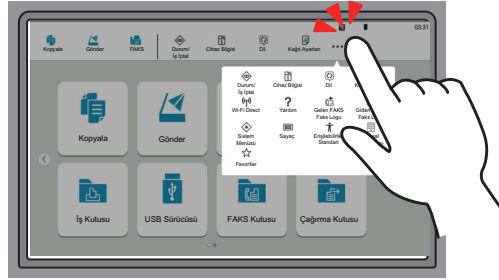 03:31
Kopyala Gönder FAKS Durum/ Cihaz Bilgisi Dil Kağıt Ayarları
İş İptal
Durum/ Cihaz Bilgisi Dil
İş İptal
Wi-Fi Direct Gelen FAKS
? Faks Logu
Sistem Sayaç Erişilebilirlik
Menüsü Standart
Favoriler
Kopyala Gönder
İş Kutusu USB Sürücüsü FAKS Kutusu Çağırma Kutusu